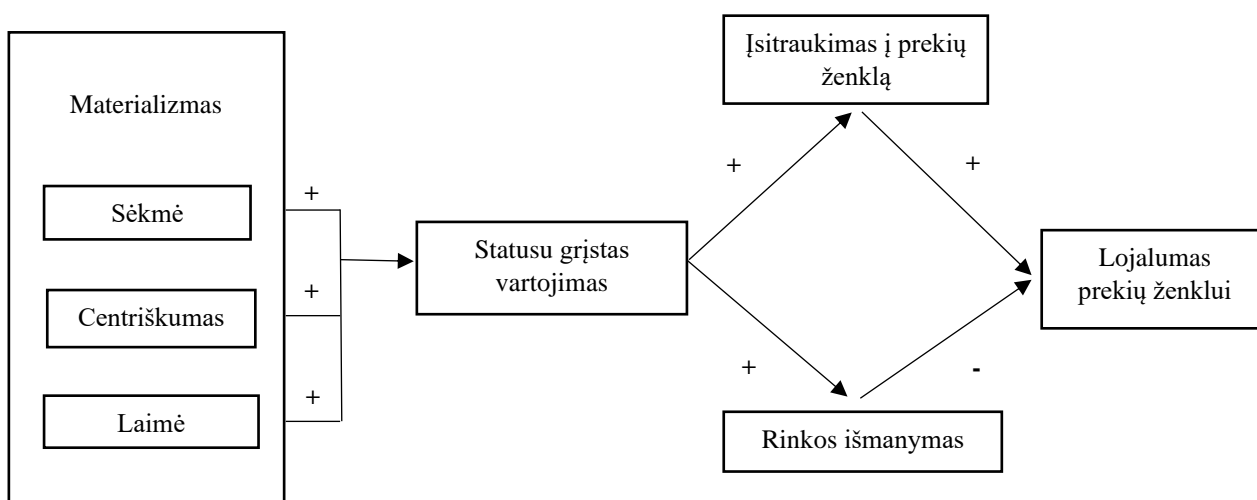 Materializmas
Sėkmė
Centriškumas
Laimė
+
+
+
Statusu grįstas
vartojimas
+
+
Įsitraukimas į prekių
ženklą
Rinkos išmanymas
+
-
Lojalumas
prekių ženklui